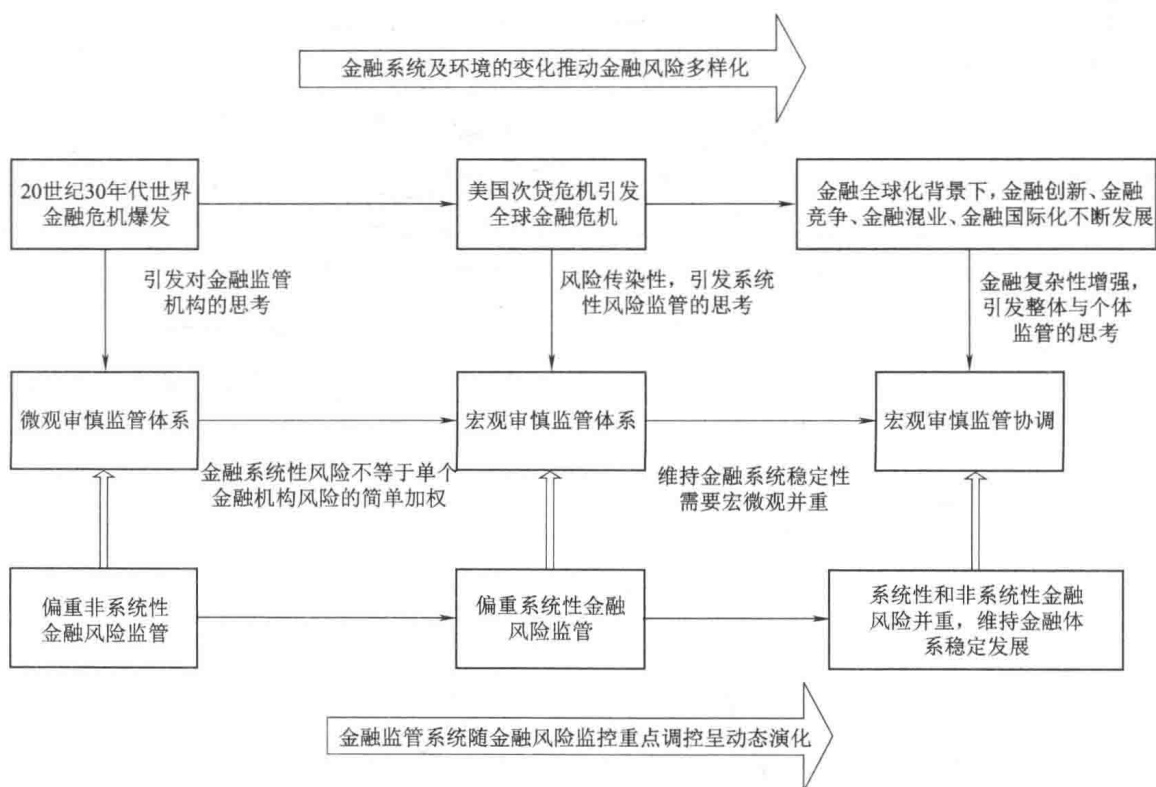 金融系统及环境的变化推动金融风险多样化
20世纪30年代世界
金融危机爆发
美国次贷危机引发
全球金融危机
金融全球化背景下，金融创新、金融
竞争、金融混业、金融国际化不断发展
引发对金融监管
机构的思考
风险传染性，引发系统
性风险监管的思考
金融复杂性增强，
引发整体与个体
监管的思考
微观审慎监管体系
宏观审慎监管体系
宏观审慎监管协调
金融系统性风险不等于单个
金融机构风险的简单加权
维持金融系统稳定性
需要宏微观并重
偏重非系统性
金融风险监管
偏重系统性金融
风险监管
系统性和非系统性金融
风险并重，维持金融体
系稳定发展
金融监管系统随金融风险监控重点调控呈动态演化